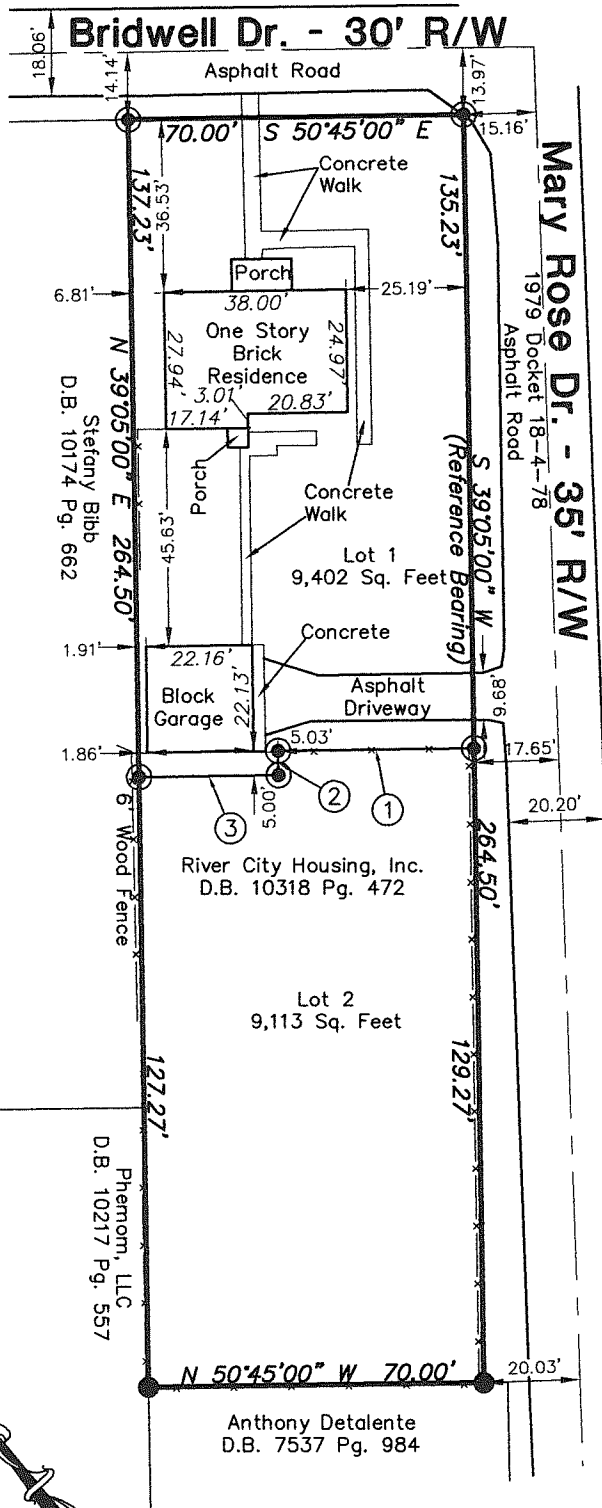 Bridwell Dr. - 30' R/W
18.06'
14.14'
Asphalt Road
13.97'
15.16'
70.00' S 50°45'00" E
Concrete
Walk
Mary Rose Dr. - 35' R/W
1979 Docket 18-4-78
Asphalt Road
137.23'
36.53'
135.23'
Porch
6.81'
38.00'
25.19'
One Story
Brick
Residence
27.94'
24.97'
3.01'
17.14'
20.83'
N 39°05'00" E 264.50'
Stefany Bibb
D.B. 10174 Pg. 662
Porch
45.63'
Concrete
Walk
S 39°05'00" W
(Reference Bearing)
Lot 1
9,402 Sq. Feet
Concrete
1.91'
22.16'
Block
Garage
22.13'
Asphalt
Driveway
9.68'
1.86'
5.03'
17.65'
2
1
3
5.00'
20.20'
6' Wood Fence
264.50'
River City Housing, Inc.
D.B. 10318 Pg. 472
Lot 2
9,113 Sq. Feet
127.27'
129.27'
Phemom, LLC
D.B. 10217 Pg. 557
N 50°45'00" W 70.00'
20.03'
Anthony Detalente
D.B. 7537 Pg. 984